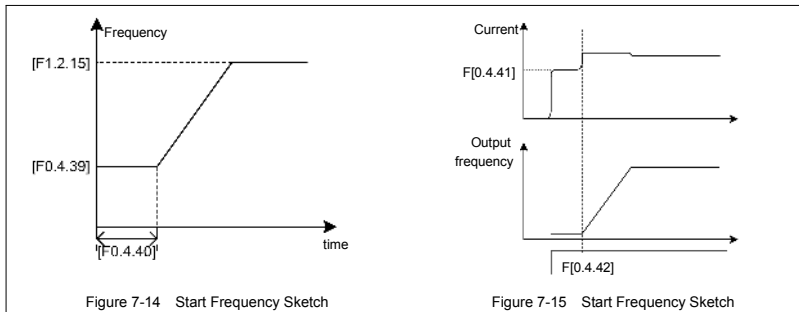 Frequency
[F1.2.15]
[F0.4.39]
[F0.4.40]
time
Figure 7-14 Start Frequency Sketch
Current
F[0.4.41]
Output
frequency
F[0.4.42]
Figure 7-15 Start Frequency Sketch